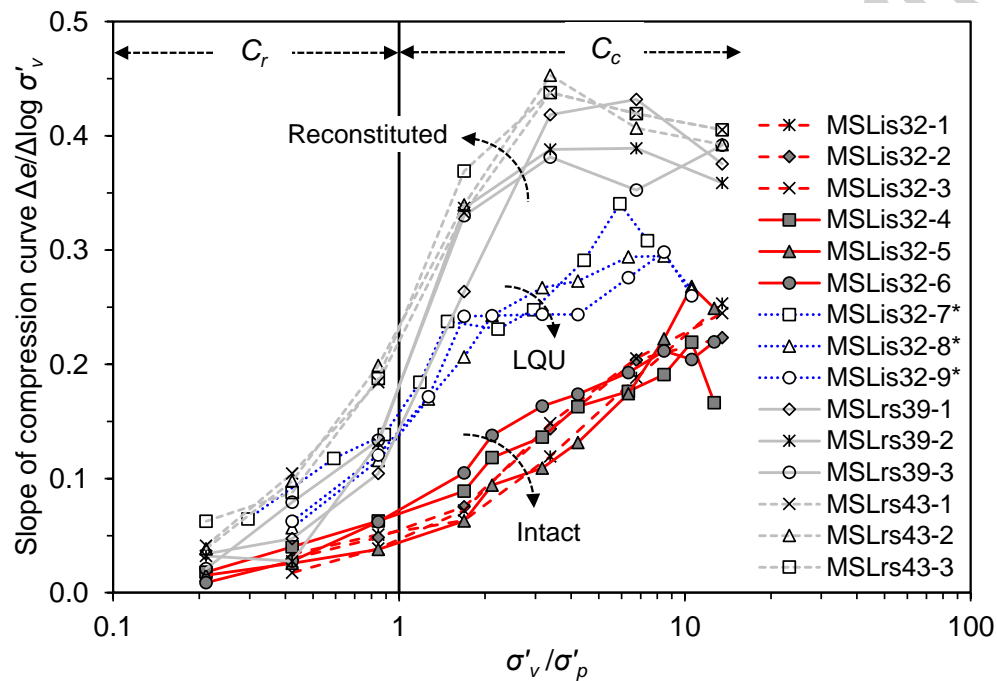 0.5
0.4
0.3
0.2
0.1
0.0
Slope of compression curve Δe/Δlog σ′v
Cr
Cc
Reconstituted
LQU
Intact
MSLis32-1
MSLis32-2
MSLis32-3
MSLis32-4
MSLis32-5
MSLis32-6
MSLis32-7*
MSLis32-8*
MSLis32-9*
MSLrs39-1
MSLrs39-2
MSLrs39-3
MSLrs43-1
MSLrs43-2
MSLrs43-3
0.1 1 10 100
σ′v/σ′p